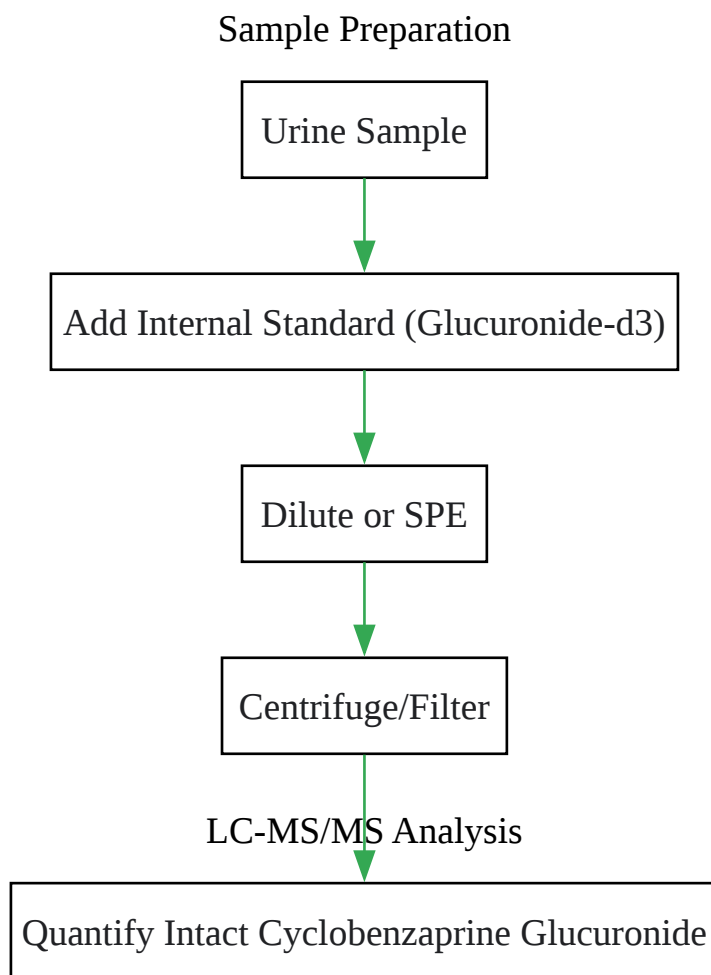 Sample Preparation
Urine Sample
Add Internal Standard (Glucuronide-d3)
Dilute or SPE
Centrifuge/Filter
LC-MS/MS Analysis
Quantify Intact Cyclobenzaprine Glucuronide